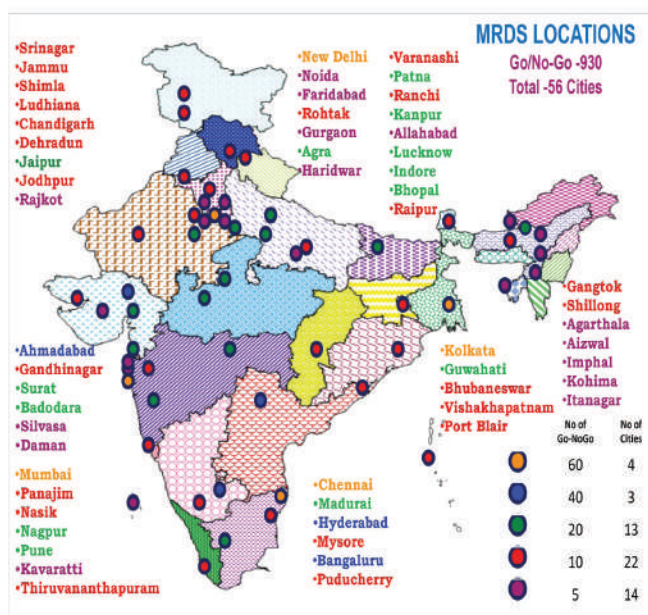 MRDS LOCATIONS
Go/No-Go -930
Total -56 Cities
•Srinagar
•Jammu
•Shimla
•Ludhiana
•Chandigarh
•Dehradun
•Jaipur
•Jodhpur
•Rajkot
•New Delhi
•Noida
•Faridabad
•Rohtak
•Gurgaon
•Agra
•Haridwar
•Varanashi
•Patna
•Ranchi
•Kanpur
•Allahabad
•Lucknow
•Indore
•Bhopal
•Raipur
•Ahmadabad
•Gandhinagar
•Surat
•Badodara
•Silvasa
•Daman
•Mumbai
•Panajim
•Nasik
•Nagpur
•Pune
•Kavaratti
•Thiruvananthapuram
•Chennai
•Madurai
•Hyderabad
•Mysore
•Bangaluru
•Puducherry
•Kolkata
•Guwahati
•Bhubaneswar
•Vishakhapatnam
•Port Blair
•Gangtok
•Shillong
•Agarthala
•Aizwal
•Imphal
•Kohima
•Itanagar
No of Go-NoGo No of Cities
60 4
40 3
20 13
10 22
5 14